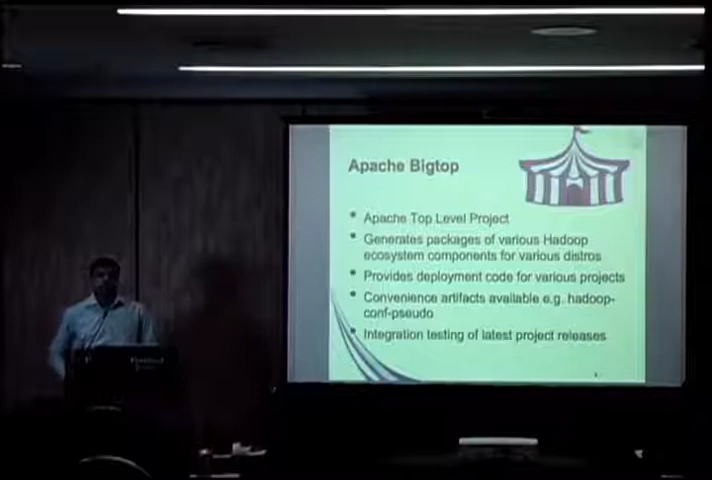 Apache Bigtop
• Apache Top Level Project
• Generates packages of various Hadoop
ecosystem components for various distros
• Provides deployment code for various projects
• Convenience artifacts available e.g. hadoop-
conf-pseudo
• Integration testing of latest project releases